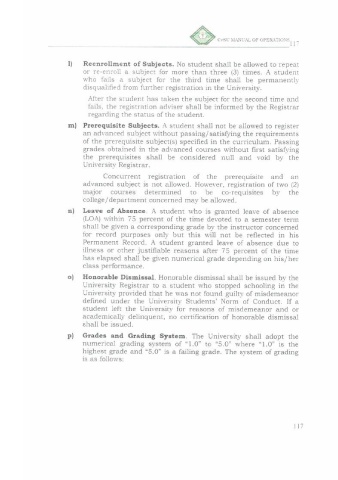 MANUAL OF OPERATIONS
117
l) Reenrollment of Subjects. No student shall be allowed to repeat
or re-enroll a subject for more than three (3) times. A student
who fails a subject for the third time shall be permanently
disqualified from further registration in the University.
After the student has taken the subject for the second time and
fails, the registration adviser shall be informed by the Registrar
regarding the status of the student.
m) Prerequisite Subjects. A student shall not be allowed to register
an advanced subject without passing/satisfying the requirements
of the prerequisite subject(s) specified in the curriculum. Passing
grades obtained in the advanced courses without first satisfying
the prerequisites shall be considered null and void by the
University Registrar.
Concurrent registration of the prerequisite and an
advanced subject is not allowed. However, registration of two (2)
major courses determined to be co-requisites by the
college/department concerned may be allowed.
n) Leave of Absence. A student who is granted leave of absence
(LOA) within 75 percent of the time devoted to a semester term
shall be given a corresponding grade by the instructor concerned
for record purposes only but this will not be reflected in his
Permanent Record. A student granted leave of absence due to
illness or other justifiable reasons after 75 percent of the time
has elapsed shall be given numerical grade depending on his/her
class performance.
o) Honorable Dismissal. Honorable dismissal shall be issued by the
University Registrar to a student who stopped schooling in the
University provided that he was not found guilty of misdemeanor
defined under the University Students' Norm of Conduct. If a
student left the University for reasons of misdemeanor and or
academically delinquent, no certification of honorable dismissal
shall be issued.
p) Grades and Grading System. The University shall adopt the
numerical grading system of "1.0" to "5.0" where "1.0" is the
highest grade and "5.0" is a failing grade. The system of grading
is as follows:
117